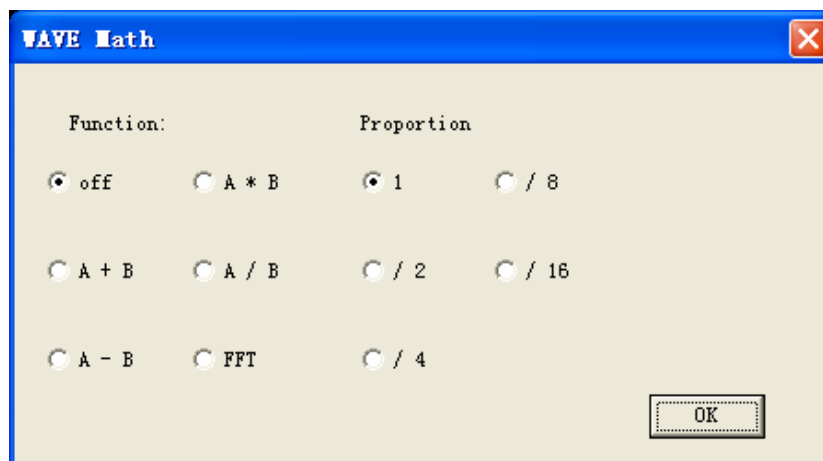 WAVE Math
Function: Proportion
off A * B 1 / 8
A + B A / B / 2 / 16
A - B FFT / 4
OK